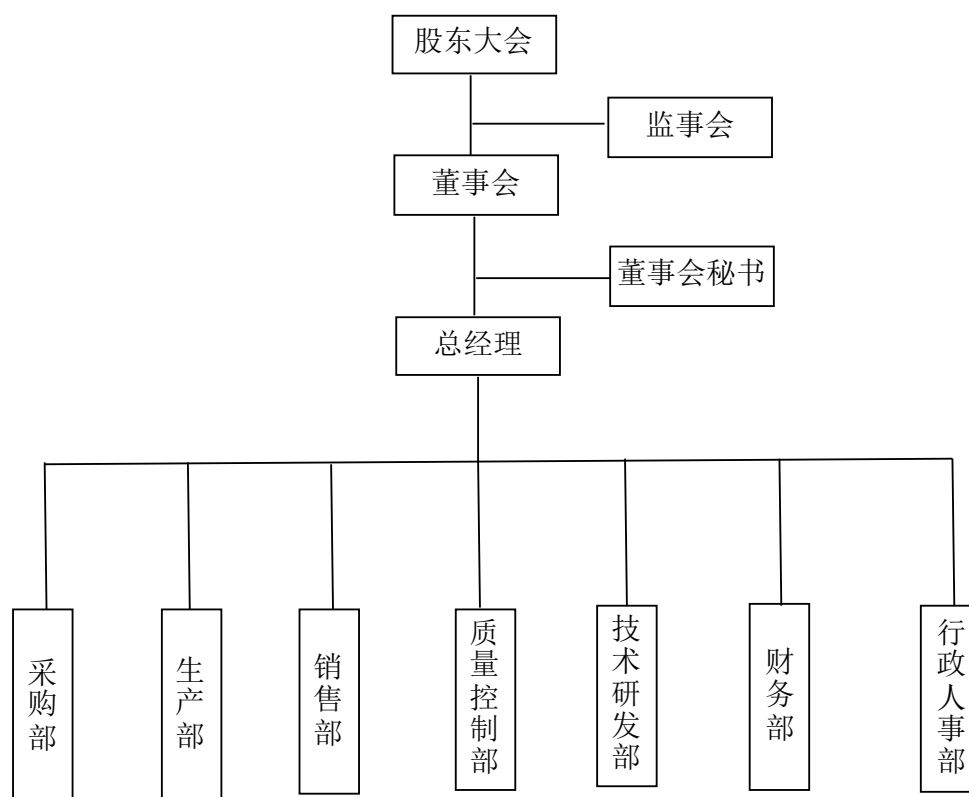 股东大会
监事会
董事会
董事会秘书
总经理
采购部
生产部
销售部
质量控制部
技术研发部
财务部
行政人事部